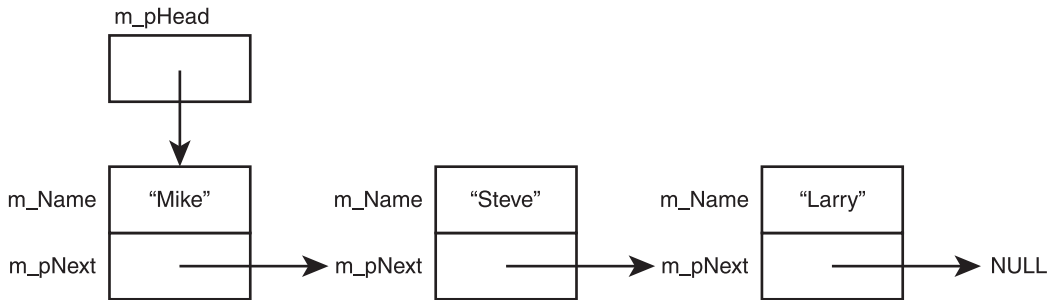 m_pHead
m_Name “Mike” m_Name “Steve” m_Name “Larry”
m_pNext m_pNext m_pNext NULL